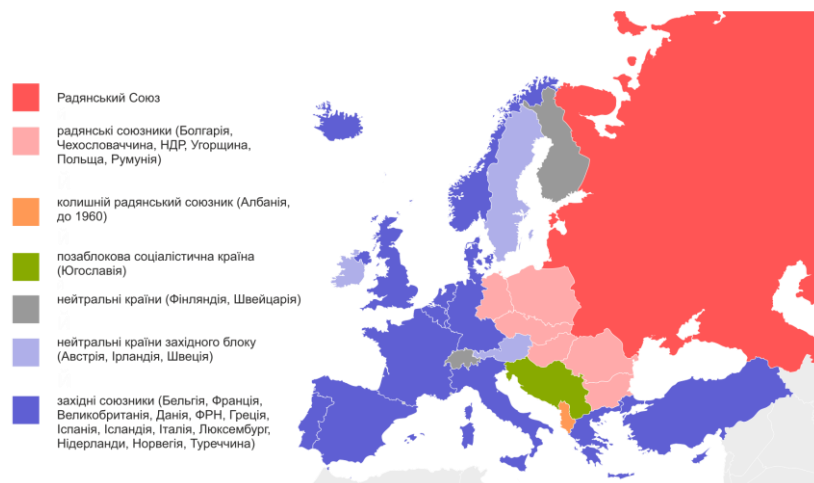 Радянський Союз
радянські союзники (Болгарія,
Чехословаччина, НДР, Угорщина,
Польща, Румунія)
колишній радянський союзник (Албанія,
до 1960)
позаблокова соціалістична країна
(Югославія)
нейтральні країни (Фінляндія, Швейцарія)
нейтральні країни західного блоку
(Австрія, Ірландія, Швеція)
західні союзники (Бельгія, Франція,
Великобританія, Данія, ФРН, Греція,
Іспанія, Ісландія, Італія, Люксембург,
Нідерланди, Норвегія, Туреччина)